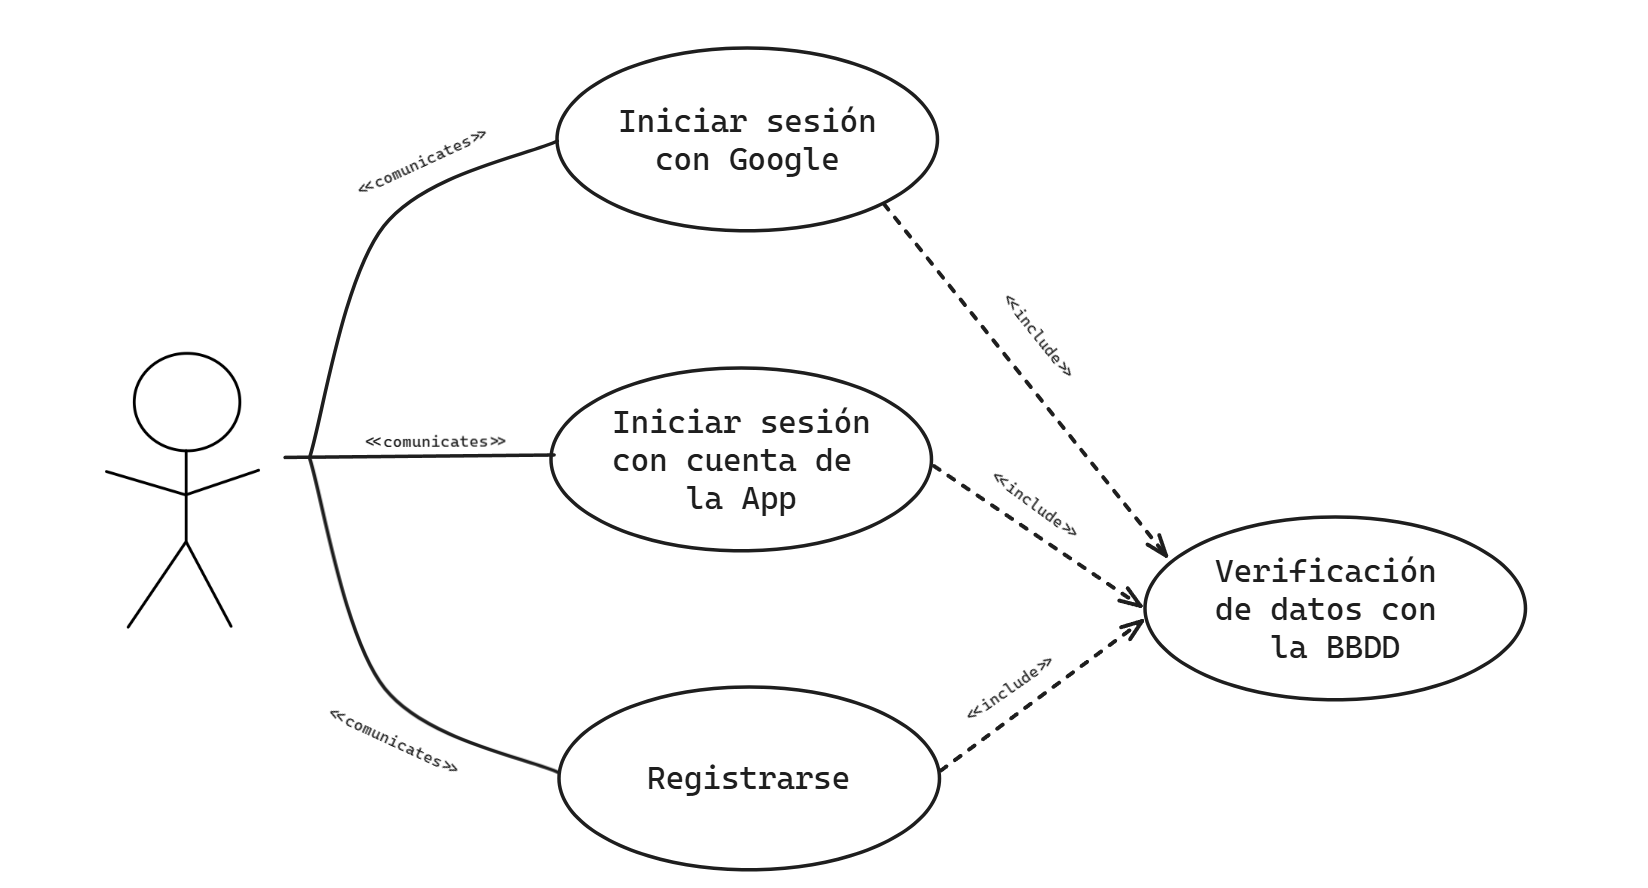 Iniciar sesión
con Google
<<comunicates>>
<<include>>
<<comunicates>>
Iniciar sesión
con cuenta de
la App
<<include>>
Verificación
de datos con
la BBDD
<<include>>
<<comunicates>>
Registrarse